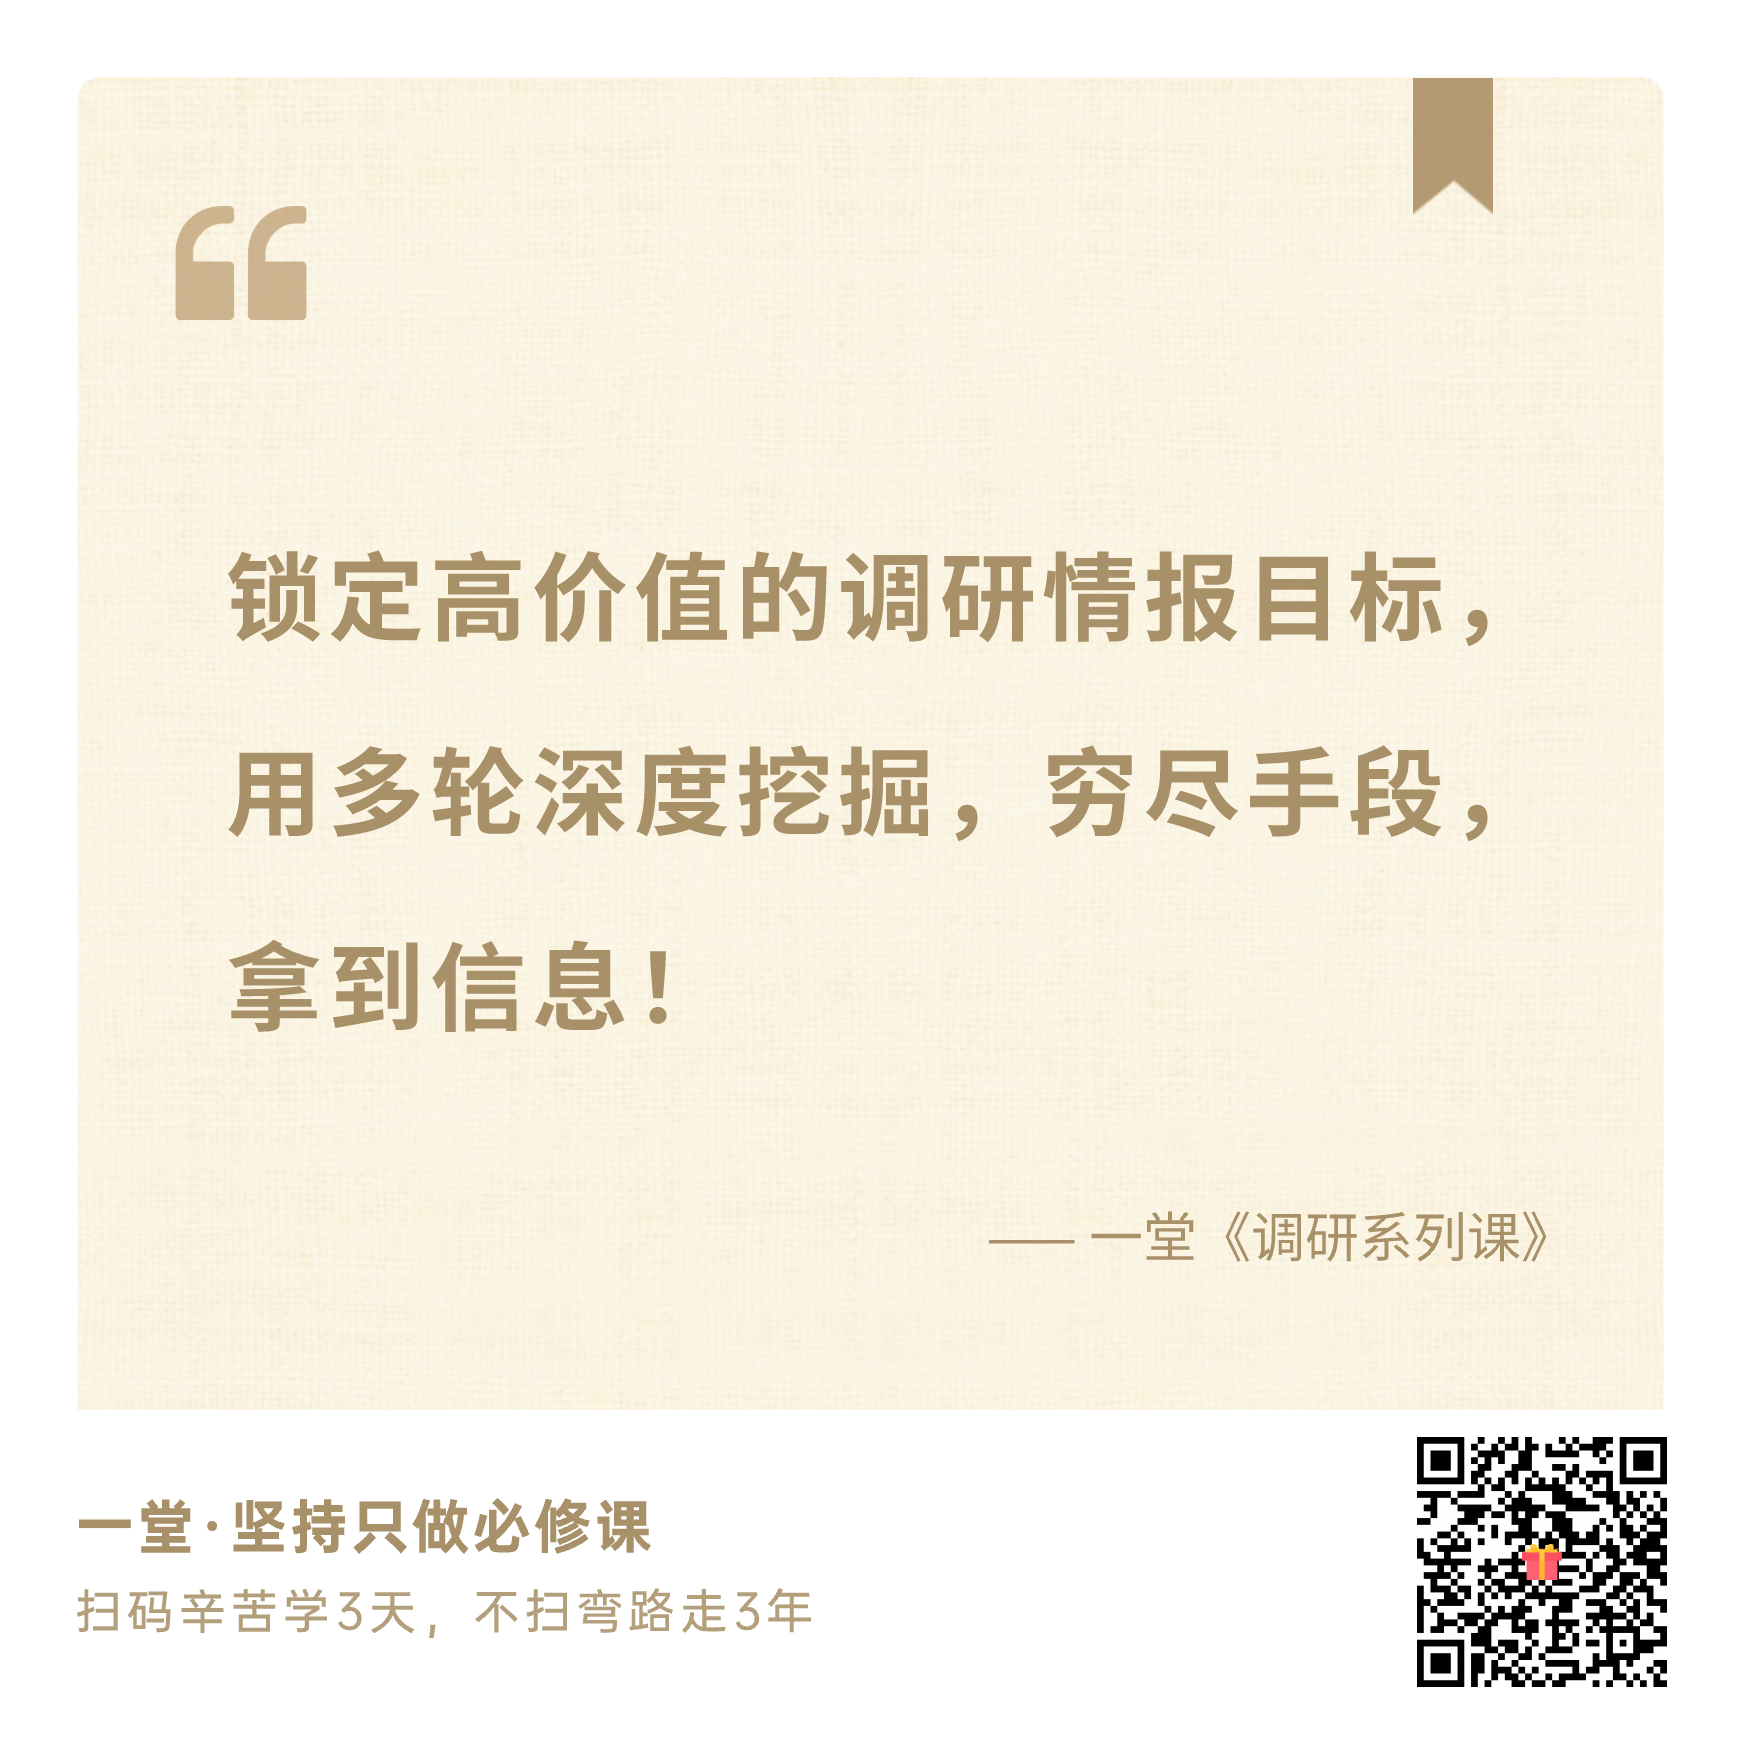 锁定高价值的调研情报目标，
用多轮深度挖掘，穷尽手段，
拿到信息！
—— 一堂《调研系列课》
一堂·坚持只做必修课
扫码辛苦学3天，不扫弯路走3年